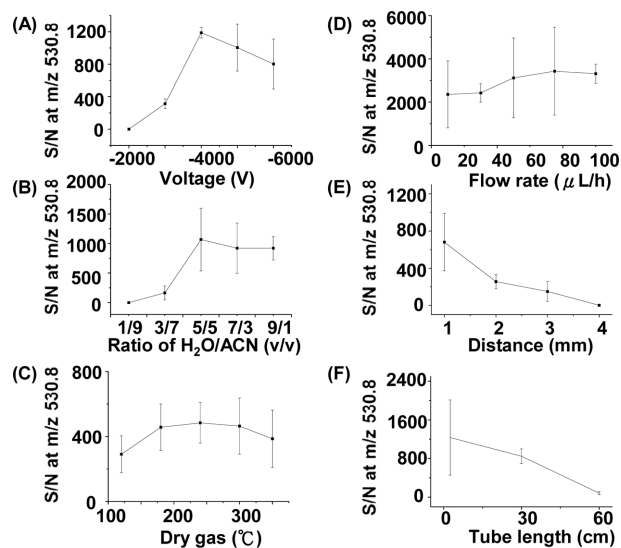 (A)
S/N at m/z 530.8
1200
800
400
0
-2000
-4000
-6000
Voltage (V)
(B)
S/N at m/z 530.8
2000
1500
1000
500
0
1/9 3/7 5/5 7/3 9/1
Ratio of H₂O/ACN (v/v)
(C)
S/N at m/z 530.8
800
400
0
100 200 300
Dry gas (℃)
(D)
S/N at m/z 530.8
6000
4000
2000
0
0 20 40 60 80 100
Flow rate ( μ L/h)
(E)
S/N at m/z 530.8
1200
800
400
0
1 2 3 4
Distance (mm)
(F)
S/N at m/z 530.8
2400
1600
800
0
0 30 60
Tube length (cm)